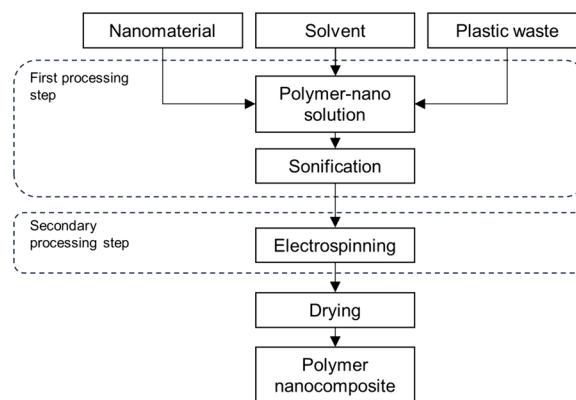 Nanomaterial
Solvent
Plastic waste
First processing
step
Polymer-nano
solution
Sonification
Secondary
processing step
Electrospinning
Drying
Polymer
nanocomposite